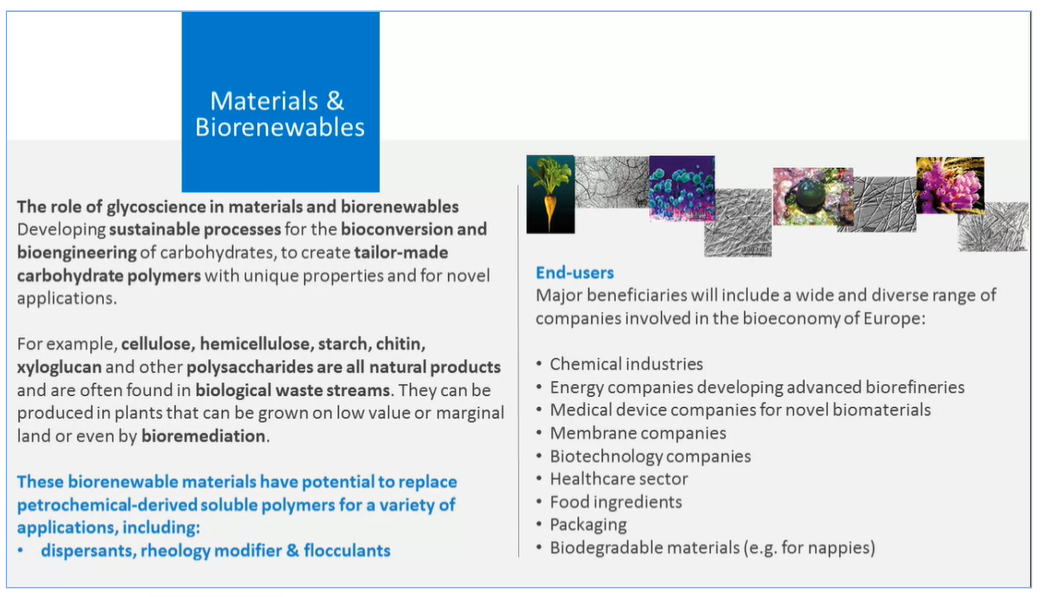 Materials &
Biorenewables
The role of glycoscience in materials and biorenewables
Developing sustainable processes for the bioconversion and
bioengineering of carbohydrates, to create tailor-made
carbohydrate polymers with unique properties and for novel
applications.
For example, cellulose, hemicellulose, starch, chitin,
xyloglucan and other polysaccharides are all natural products
and are often found in biological waste streams. They can be
produced in plants that can be grown on low value or marginal
land or even by bioremediation.
These biorenewable materials have potential to replace
petrochemical-derived soluble polymers for a variety of
applications, including:
• dispersants, rheology modifier & flocculants
End-users
Major beneficiaries will include a wide and diverse range of
companies involved in the bioeconomy of Europe:
• Chemical industries
• Energy companies developing advanced biorefineries
• Medical device companies for novel biomaterials
• Membrane companies
• Biotechnology companies
• Healthcare sector
• Food ingredients
• Packaging
• Biodegradable materials (e.g. for nappies)